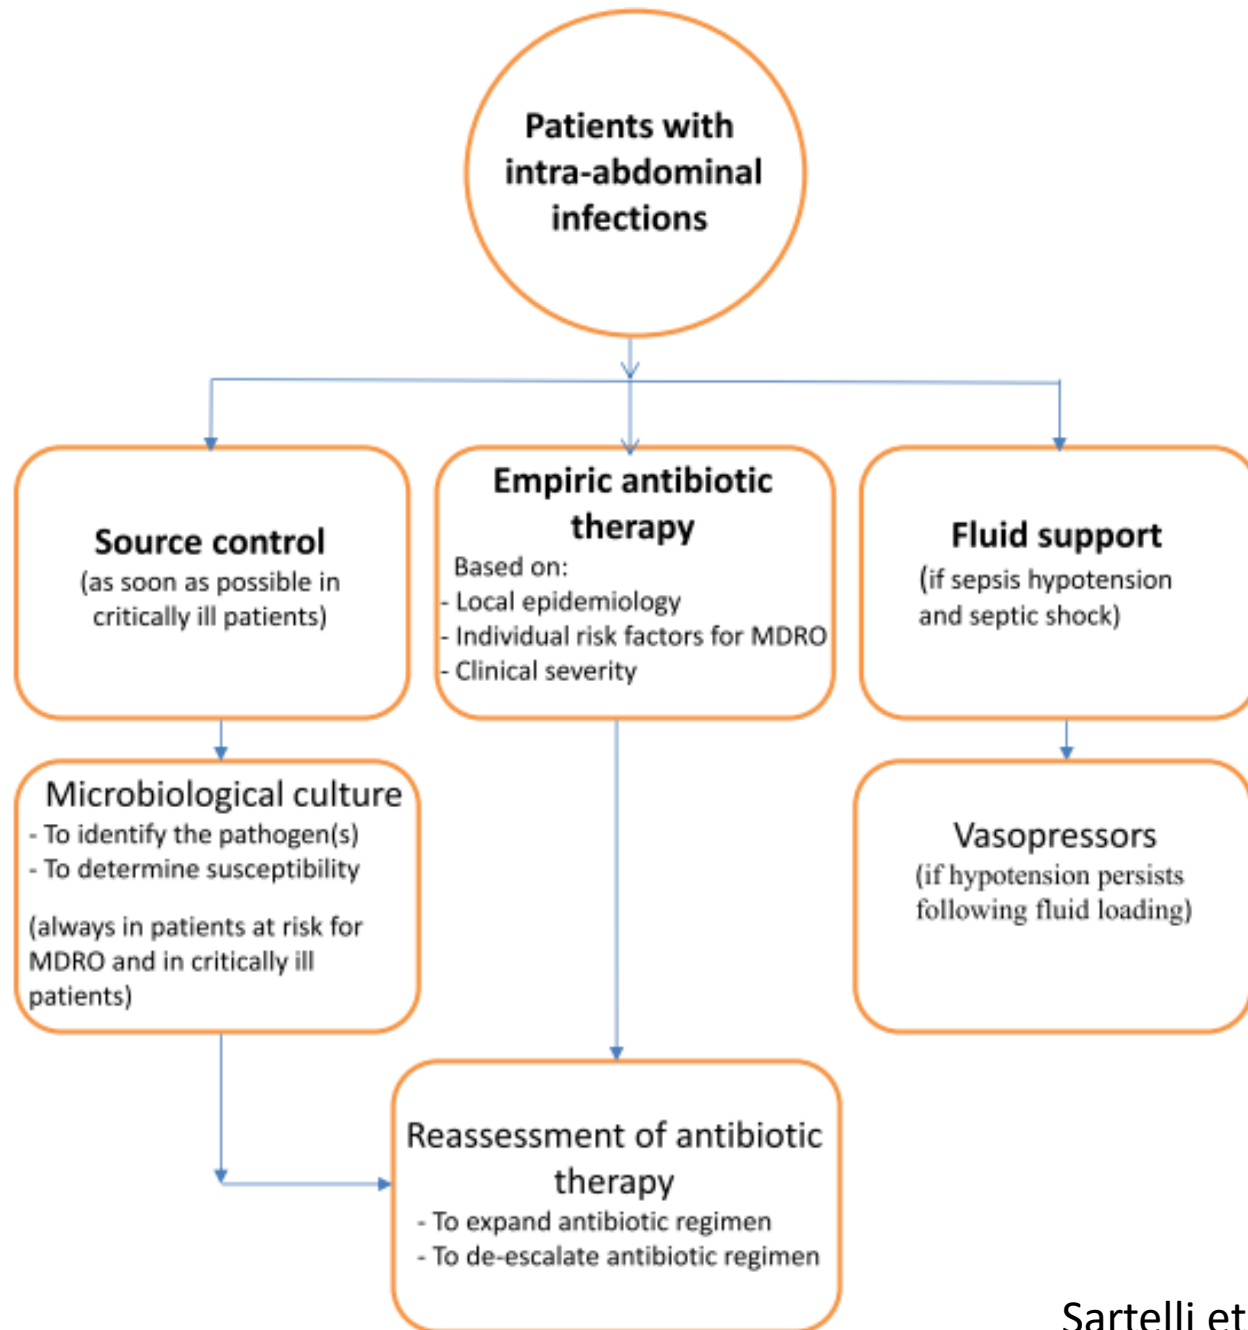 Patients with
intra-abdominal
infections
Source control
(as soon as possible in
critically ill patients)
Empiric antibiotic
therapy
Based on:
- Local epidemiology
- Individual risk factors for MDRO
- Clinical severity
Fluid support
(if sepsis hypotension
and septic shock)
Microbiological culture
- To identify the pathogen(s)
- To determine susceptibility
(always in patients at risk for
MDRO and in critically ill
patients)
Vasopressors
(if hypotension persists
following fluid loading)
Reassessment of antibiotic
therapy
- To expand antibiotic regimen
- To de-escalate antibiotic regimen
Sartelli et